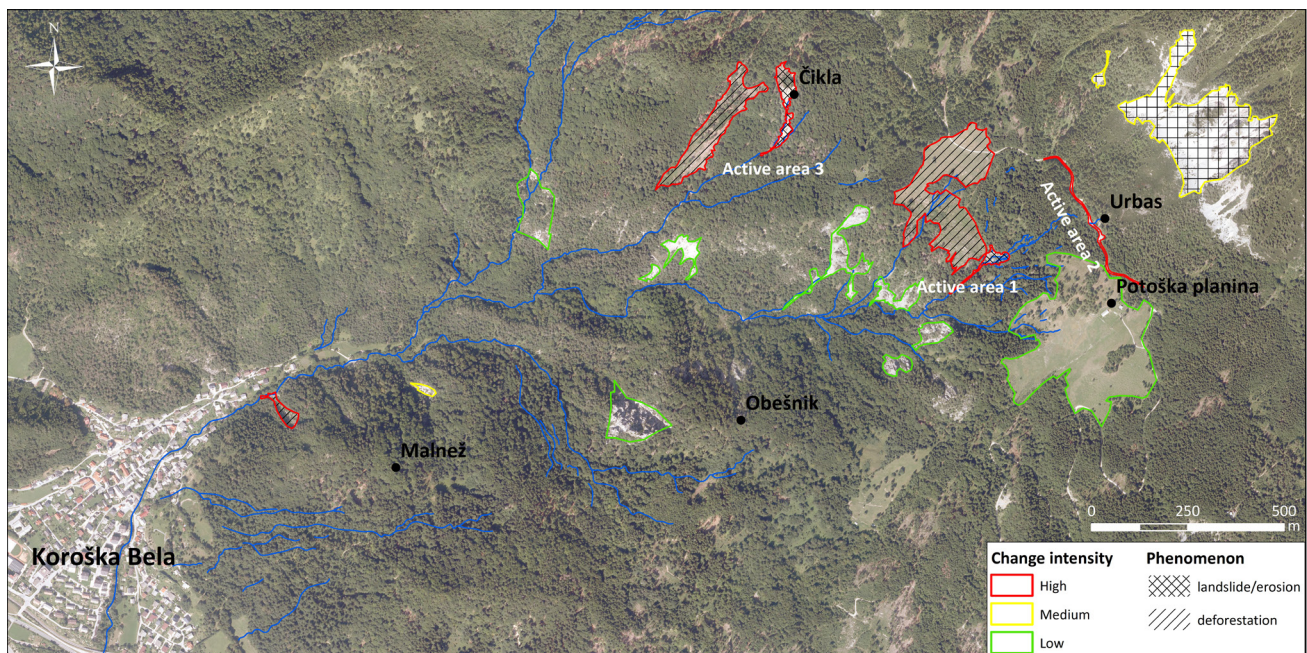 N
Čikla
Active area 3
Active area 2
Urbas
Active area 1
Potoška planina
Obešnik
Malnež
Koroška Bela
0 250 500
m
Change intensity
High
Medium
Low
Phenomenon
landslide/erosion
deforestation